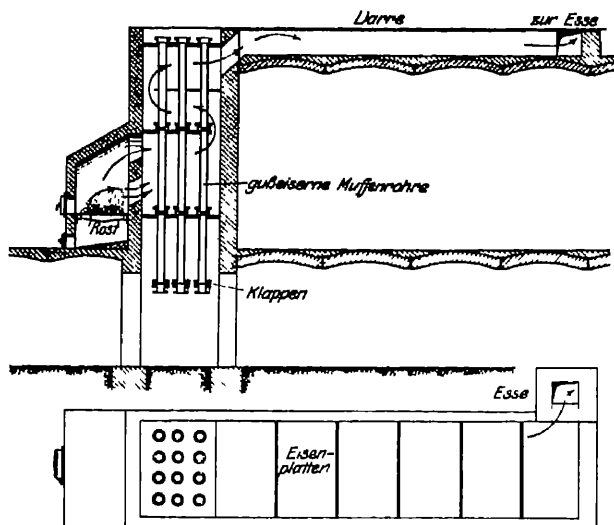 Darre
zur Esse
gußeiserne Muffenrohre
Rost
Klappen
Esse
Eisen-
platten